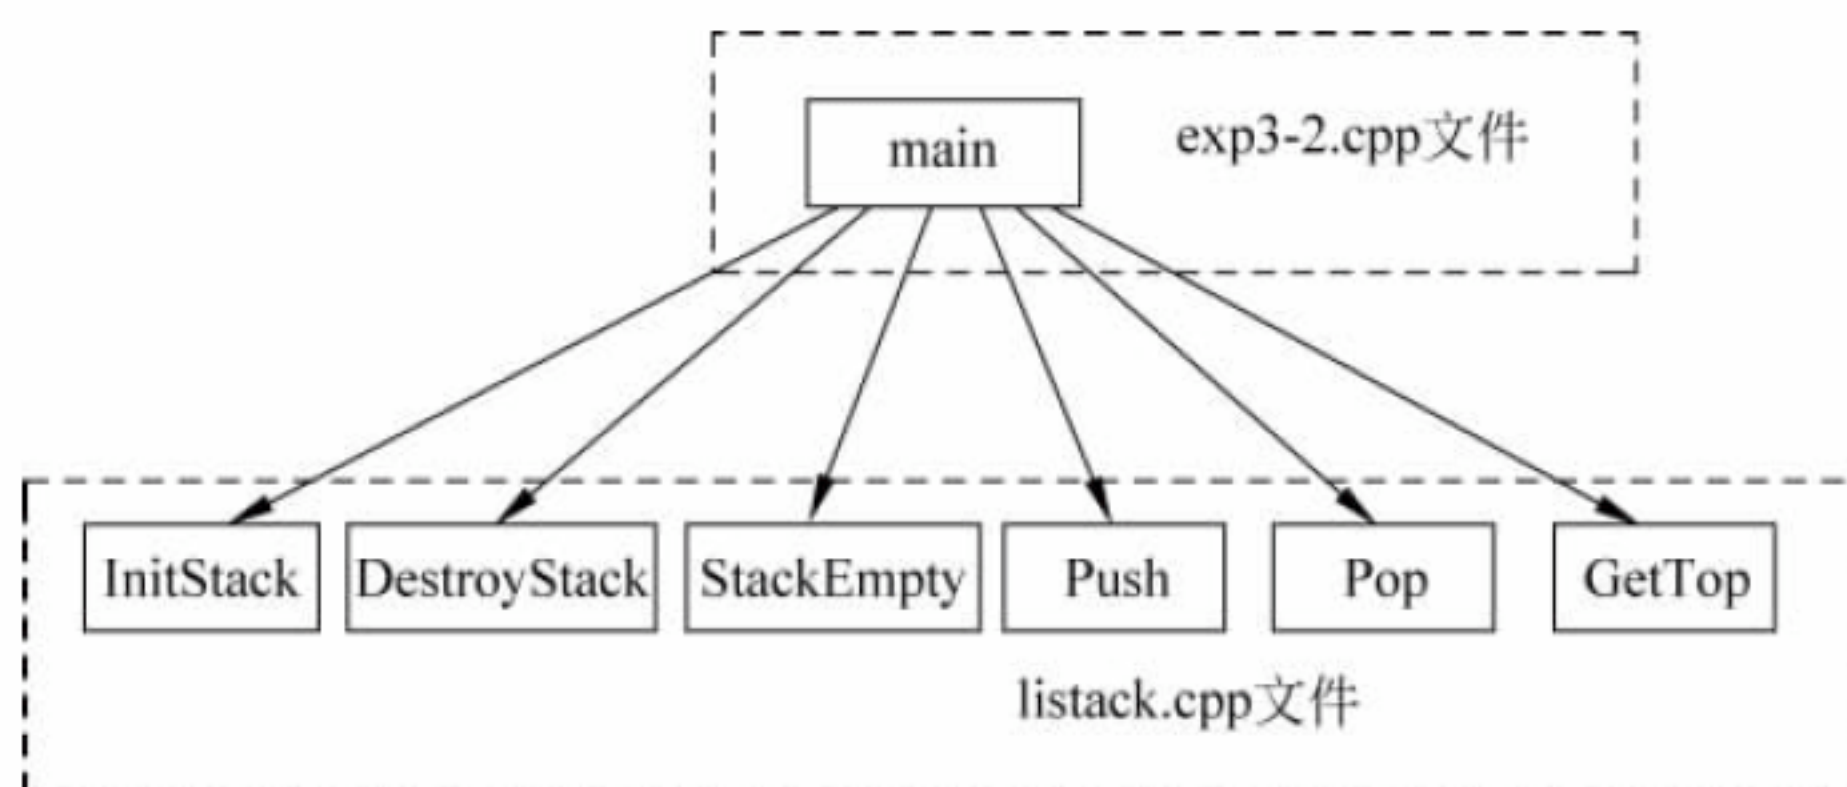 main
exp3-2.cpp文件
InitStack
DestroyStack
StackEmpty
Push
Pop
GetTop
listack.cpp文件